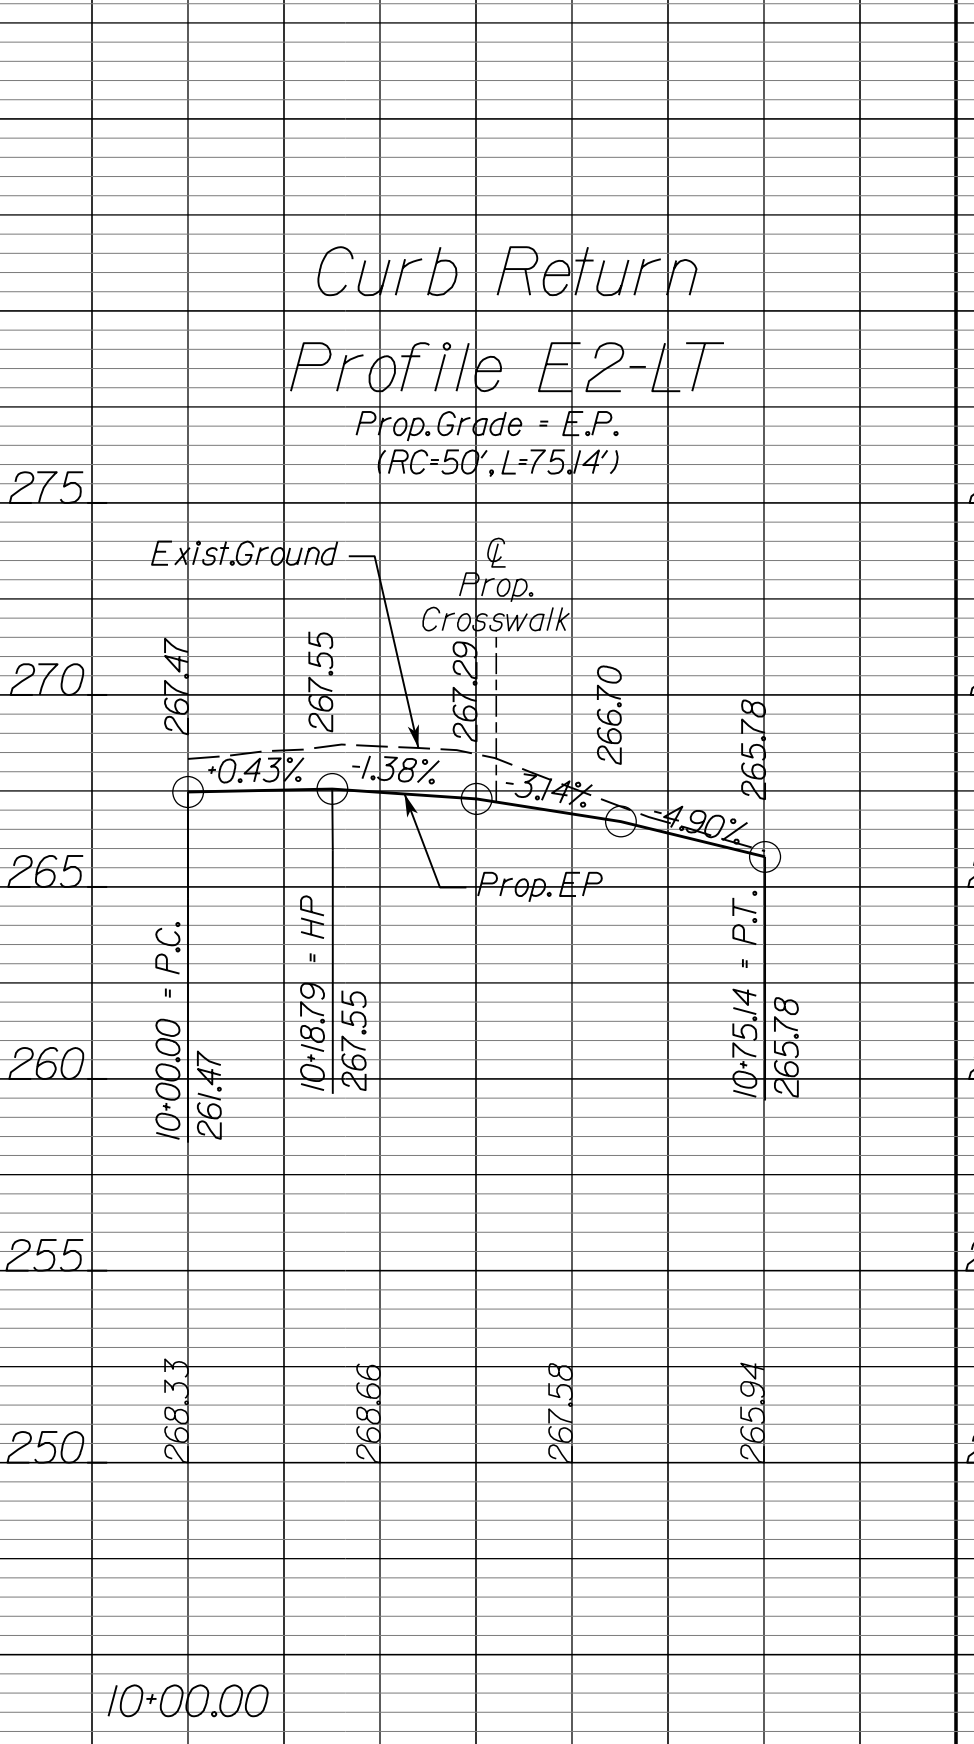 Curb Return
Profile E2-LT
Prop.Grade = E.P.
(RC=50', L=75.14')
275
Exist.Ground
℄
Prop.
Crosswalk
270
267.47
267.55
267.29
266.70
265.78
+0.43%
-1.38%
-3.14%
-4.90%
265
Prop.EP
10+00.00 = P.C.
261.47
10+18.79 = HP
267.55
10+75.14 = P.T.
265.78
260
255
268.33
268.66
267.58
265.94
250
10+00.00